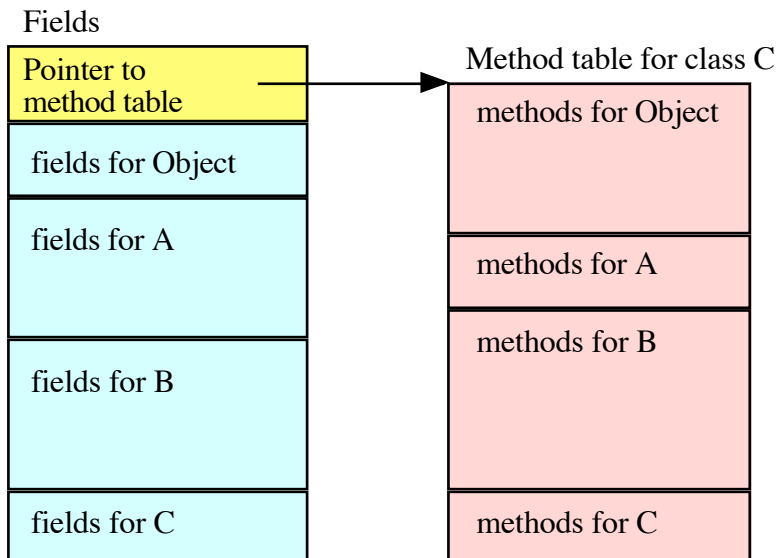 Fields
Pointer to
method table
fields for Object
fields for A
fields for B
fields for C
Method table for class C
methods for Object
methods for A
methods for B
methods for C